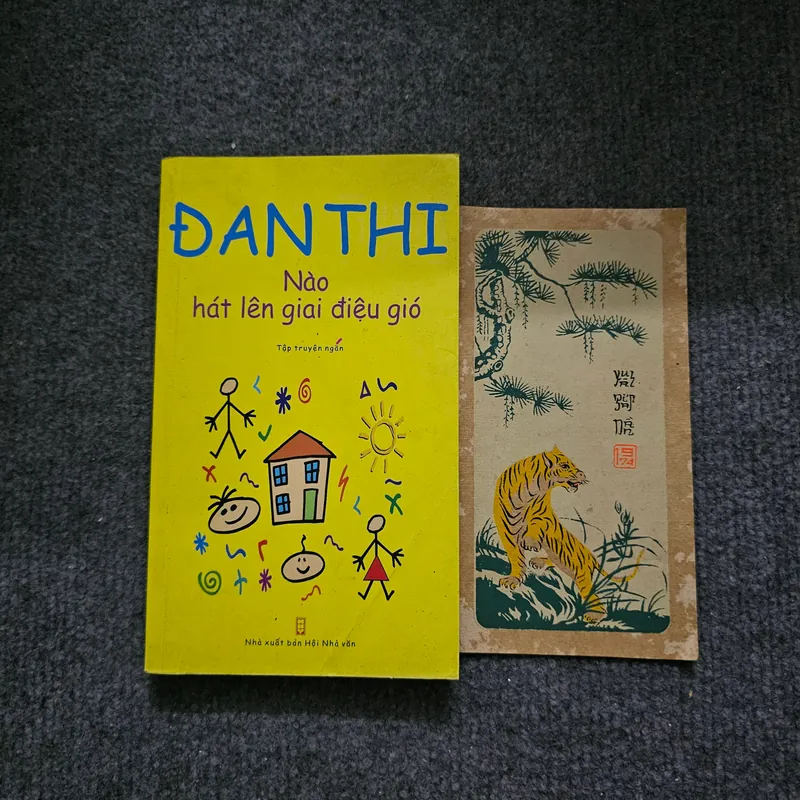 ĐAN THI
Nào
hát lên giai điệu gió
Tập truyện ngắn
Nhà xuất bản Hội Nhà văn